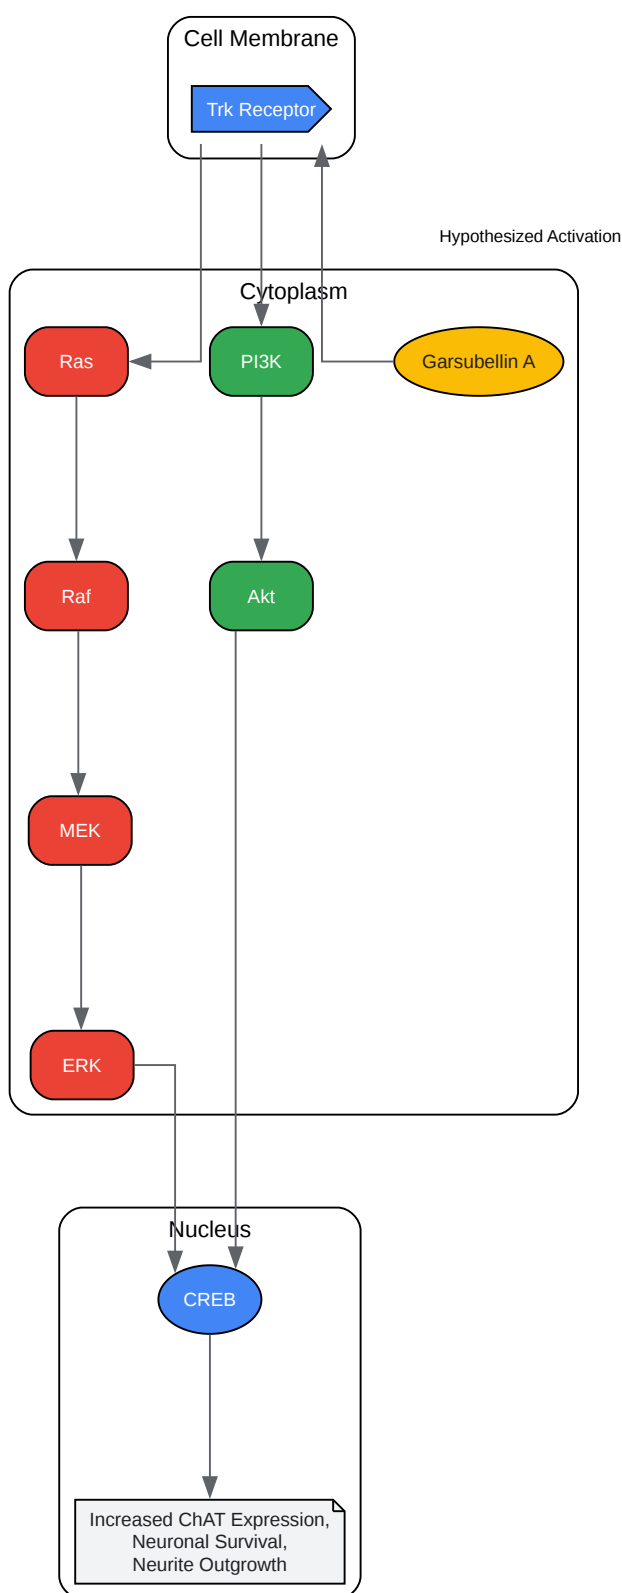 Cell Membrane
Trk Receptor
Hypothesized Activation
Cytoplasm
Ras
PI3K
Garsubellin A
Raf
Akt
MEK
ERK
Nucleus
CREB
Increased ChAT Expression,
Neuronal Survival,
Neurite Outgrowth